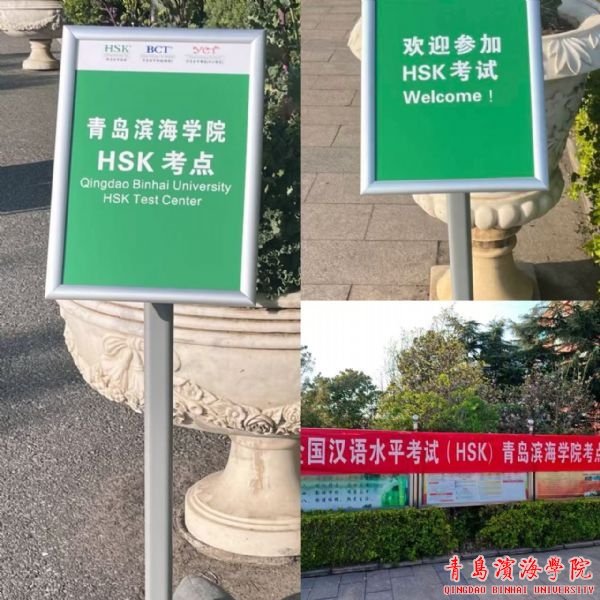 HSK
BCT
YCT
青岛滨海学院
HSK 考点
Qingdao Binhai University
HSK Test Center
欢迎参加
HSK 考试
Welcome！
全国汉语水平考试（HSK）青岛滨海学院考点
青島濱海學院
QINGDAO BINHAI UNIVERSITY